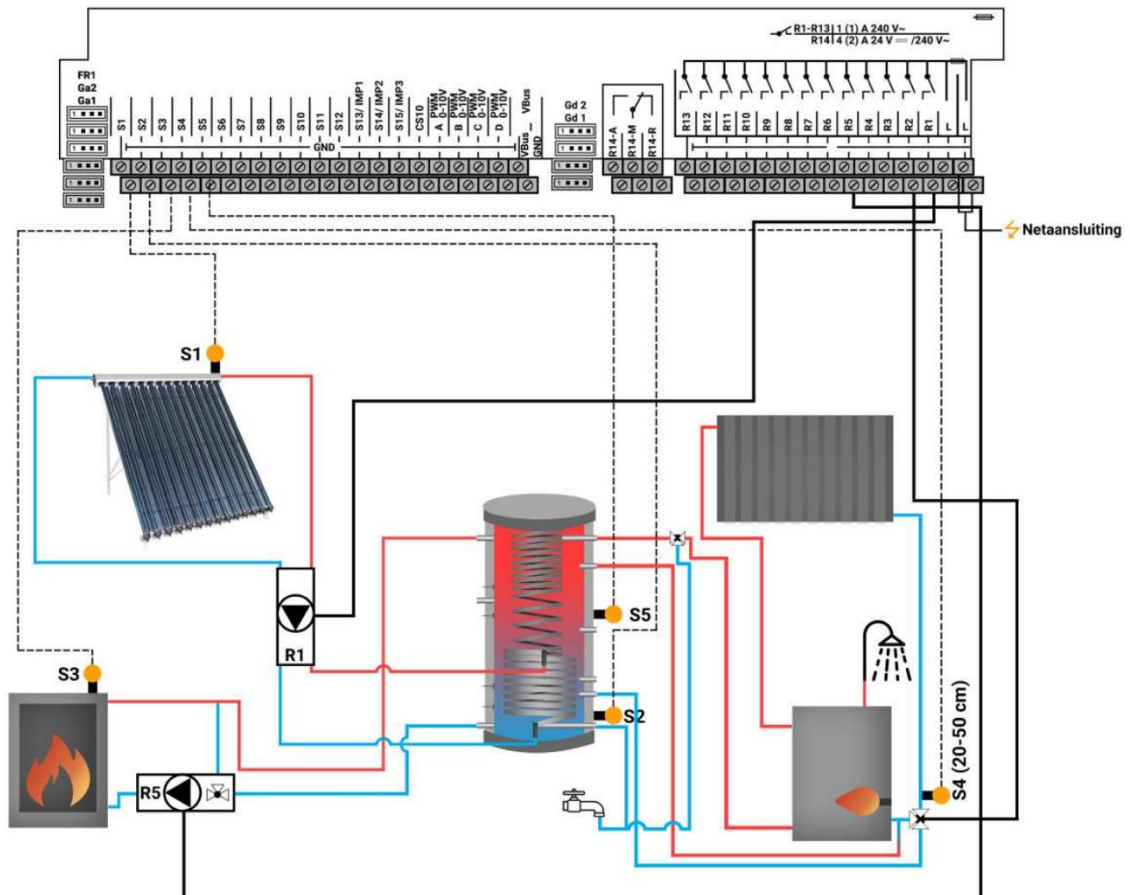 R1-R13 1 (1) A 240 V~
R14 4 (2) A 24 V ⎓ /240 V~
FR1
Ga2
Ga1
S1
S2
S3
S4
S5
S6
S7
S8
S9
S10
S11
S12
S13/ IMP1
S14/ IMP2
S15/ IMP3
CS10
PWM
A 0-10V
PWM
B 0-10V
PWM
C 0-10V
PWM
D 0-10V
VBus
GND
VBus
GND
Gd 2
Gd 1
R14-A
R14-M
R14-R
R13
R12
R11
R10
R9
R8
R7
R6
R5
R4
R3
R2
R1
L
L
Netaansluiting
S1
S5
R1
S3
S2
R5
S4 (20-50 cm)